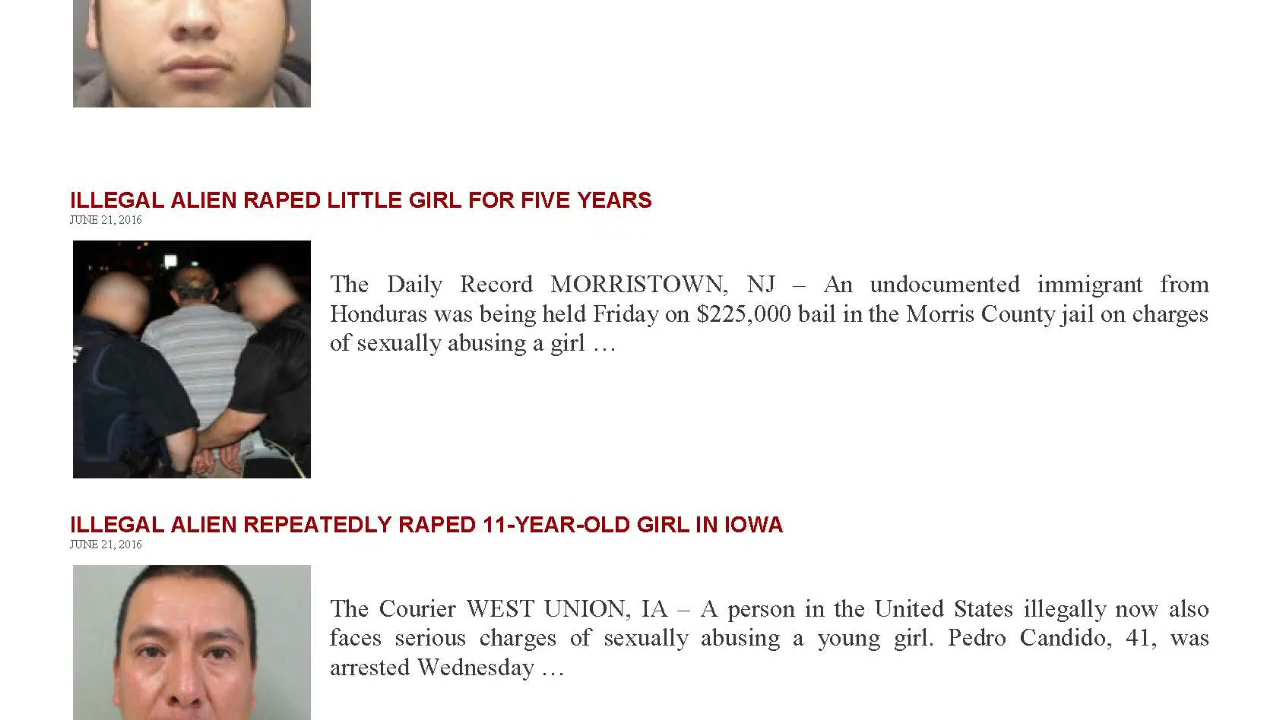 ILLEGAL ALIEN RAPED LITTLE GIRL FOR FIVE YEARS
JUNE 21, 2016
The Daily Record MORRISTOWN, NJ – An undocumented immigrant from
Honduras was being held Friday on $225,000 bail in the Morris County jail on charges
of sexually abusing a girl …
ILLEGAL ALIEN REPEATEDLY RAPED 11-YEAR-OLD GIRL IN IOWA
JUNE 21, 2016
The Courier WEST UNION, IA – A person in the United States illegally now also
faces serious charges of sexually abusing a young girl. Pedro Candido, 41, was
arrested Wednesday …